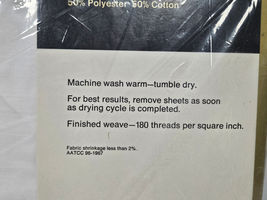 50% Polyester 50% Cotton
Machine wash warm—tumble dry.
For best results, remove sheets as soon
as drying cycle is completed.
Finished weave—180 threads per square inch.
Fabric shrinkage less than 2%.
AATCC 96-1967